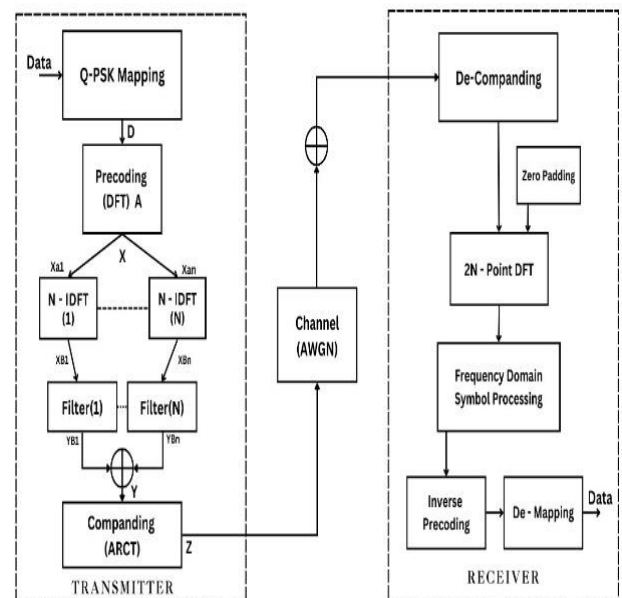 Data
Q-PSK Mapping
D
Precoding
(DFT) A
X
Xa1
Xan
N - IDFT
(1)
N - IDFT
(N)
XB1
XBn
Filter(1)
Filter(N)
YB1
YBn
Y
Companding
(ARCT)
Z
TRANSMITTER
Channel
(AWGN)
De-Companding
Zero Padding
2N - Point DFT
Frequency Domain
Symbol Processing
Inverse
Precoding
De - Mapping
Data
RECEIVER